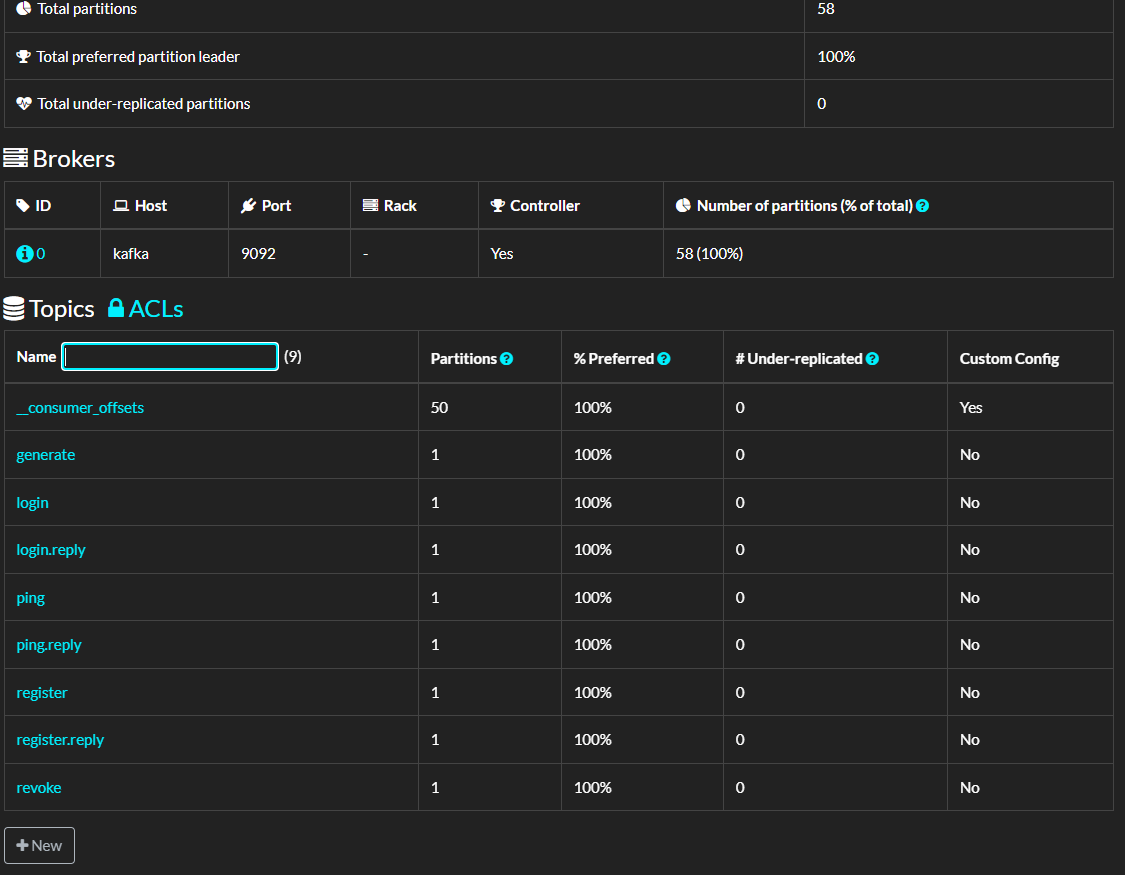 Total partitions 58
Total preferred partition leader 100%
Total under-replicated partitions 0
Brokers
ID Host Port Rack Controller Number of partitions (% of total)
0 kafka 9092 - Yes 58 (100%)
Topics ACLs
Name (9) Partitions % Preferred # Under-replicated Custom Config
__consumer_offsets 50 100% 0 Yes
generate 1 100% 0 No
login 1 100% 0 No
login.reply 1 100% 0 No
ping 1 100% 0 No
ping.reply 1 100% 0 No
register 1 100% 0 No
register.reply 1 100% 0 No
revoke 1 100% 0 No
New